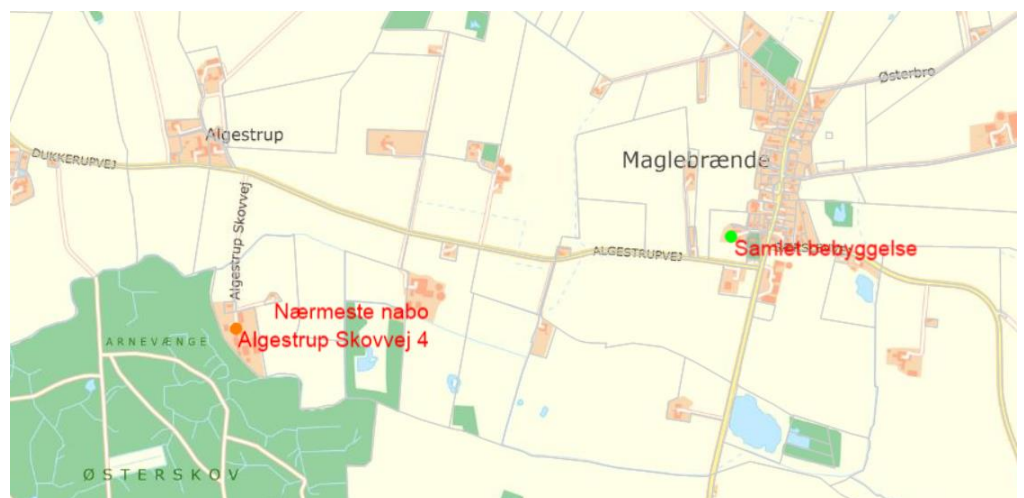 Østerbro
Algestrup
DUKKERUPVEJ
Maglebrænde
Algestrup Skovvej
ALGESTRUPVEJ
Samlet bebyggelse
Nærmeste nabo
Algestrup Skovvej 4
ARNEVÆNGE
ØSTERSKOV